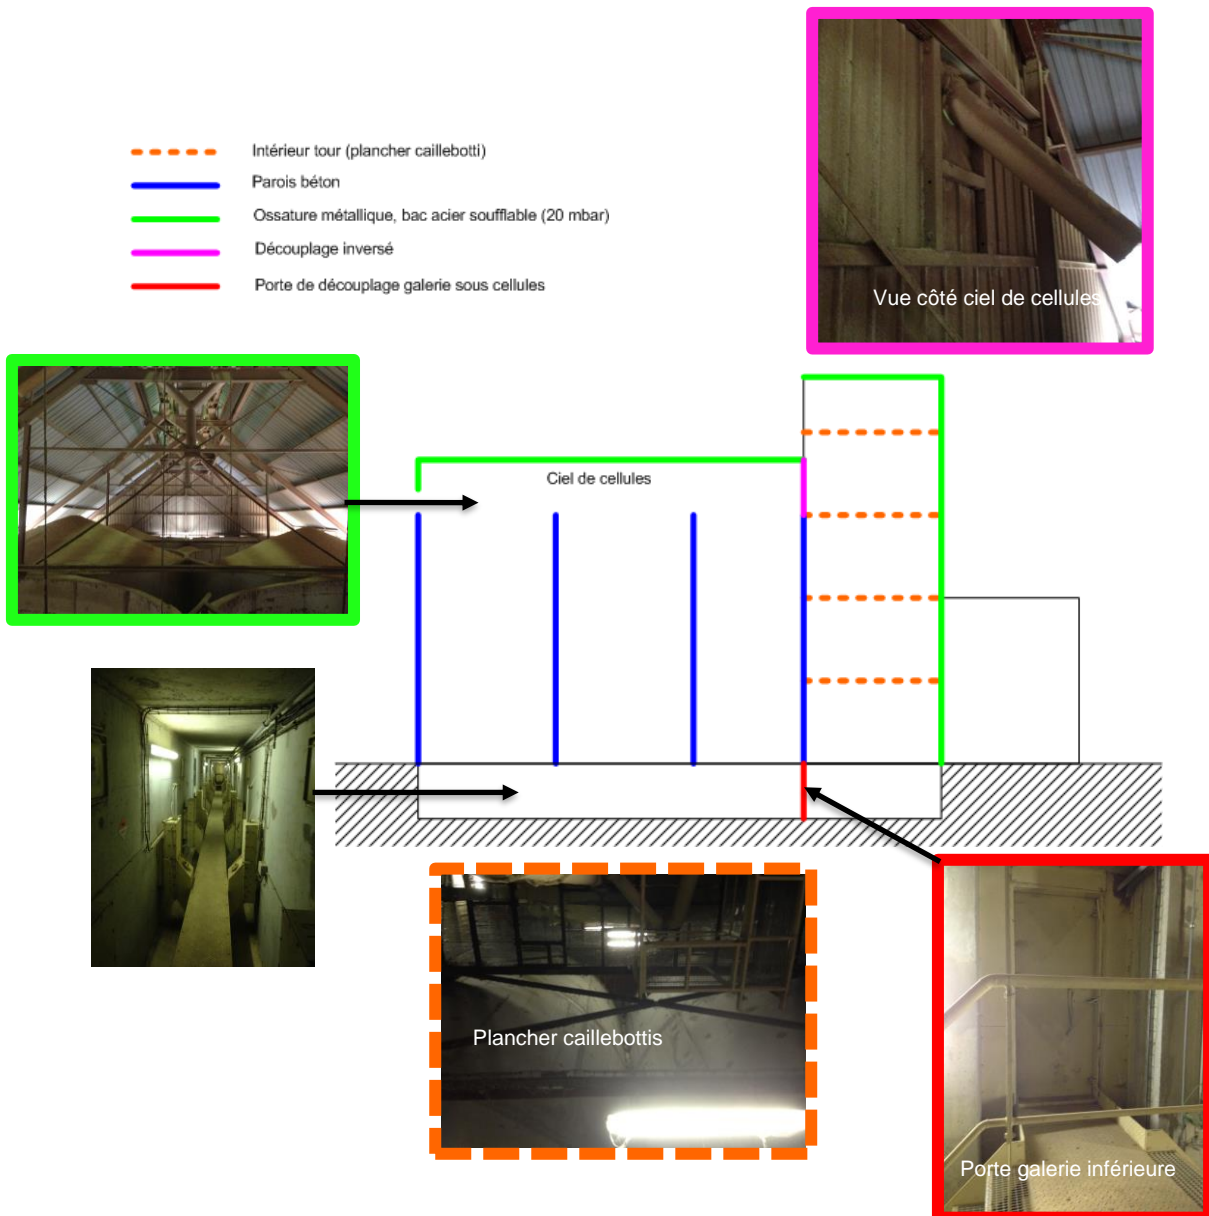 Intérieur tour (plancher caillebotti)
Parois béton
Ossature métallique, bac acier soufflable (20 mbar)
Découplage inversé
Porte de découplage galerie sous cellules
Vue côté ciel de cellules
Ciel de cellules
Plancher caillebottis
Porte galerie inférieure